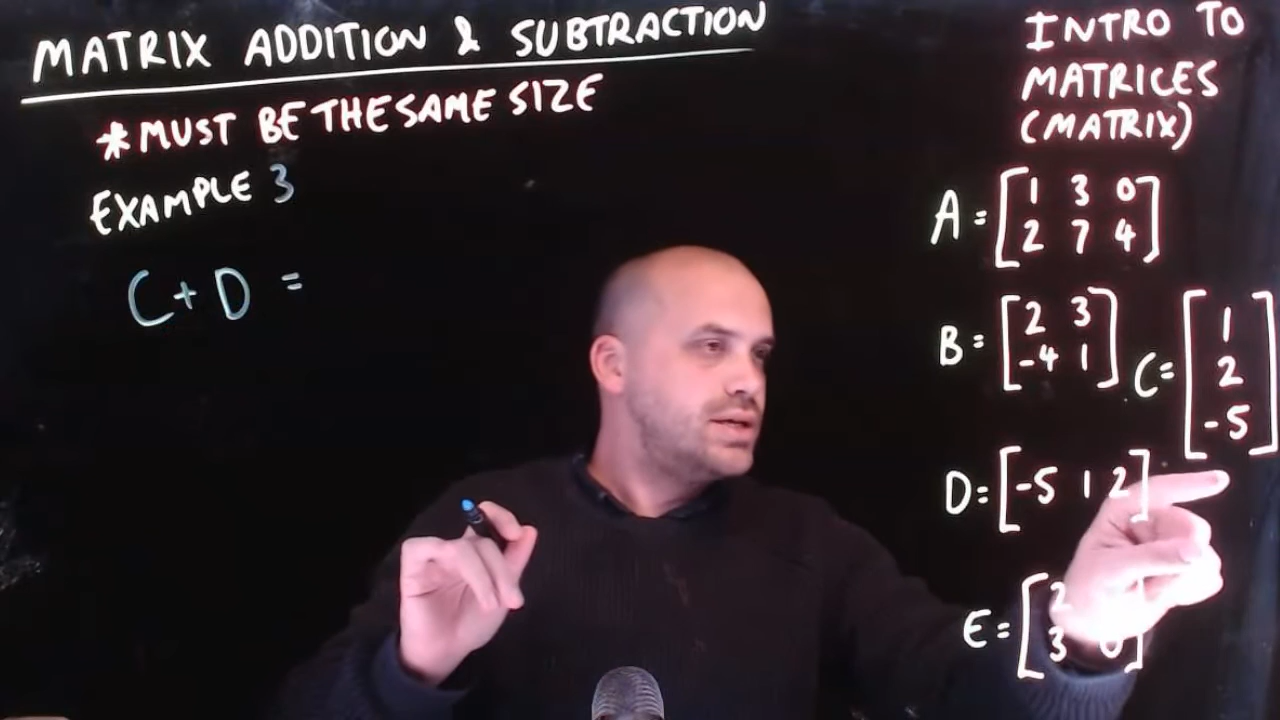 MATRIX ADDITION & SUBTRACTION
*MUST BE THE SAME SIZE
EXAMPLE 3
C + D =
INTRO TO
MATRICES
(MATRIX)
A = [1 3 0
2 7 4]
B = [2 3
-4 1]
C = [1
2
-5]
D = [-5 1 2]
E = [2
3 0]